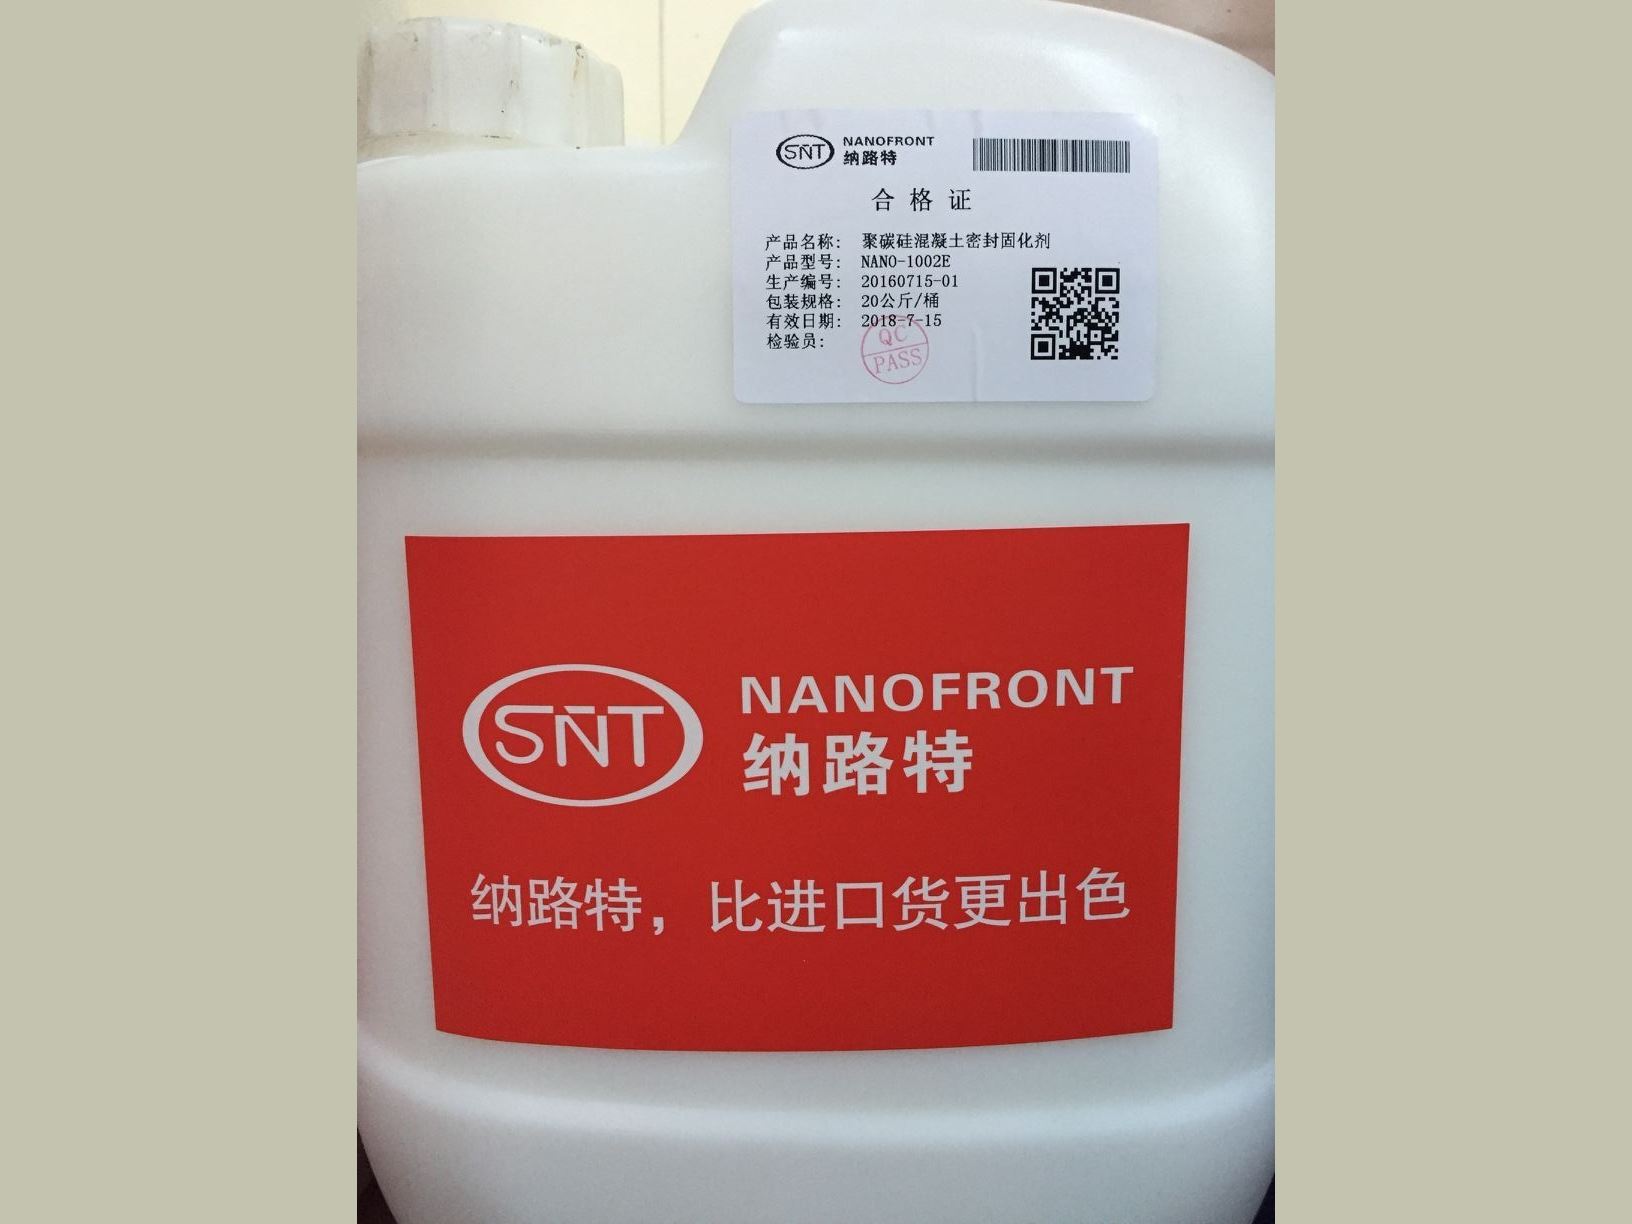 SNT NANOFRONT
纳路特
合格证
产品名称: 聚碳硅混凝土密封固化剂
产品型号: NANO-1002E
生产编号: 20160715-01
包装规格: 20公斤/桶
有效日期: 2018-7-15
检验员:
QC
PASS
SNT NANOFRONT
纳路特
纳路特，比进口货更出色